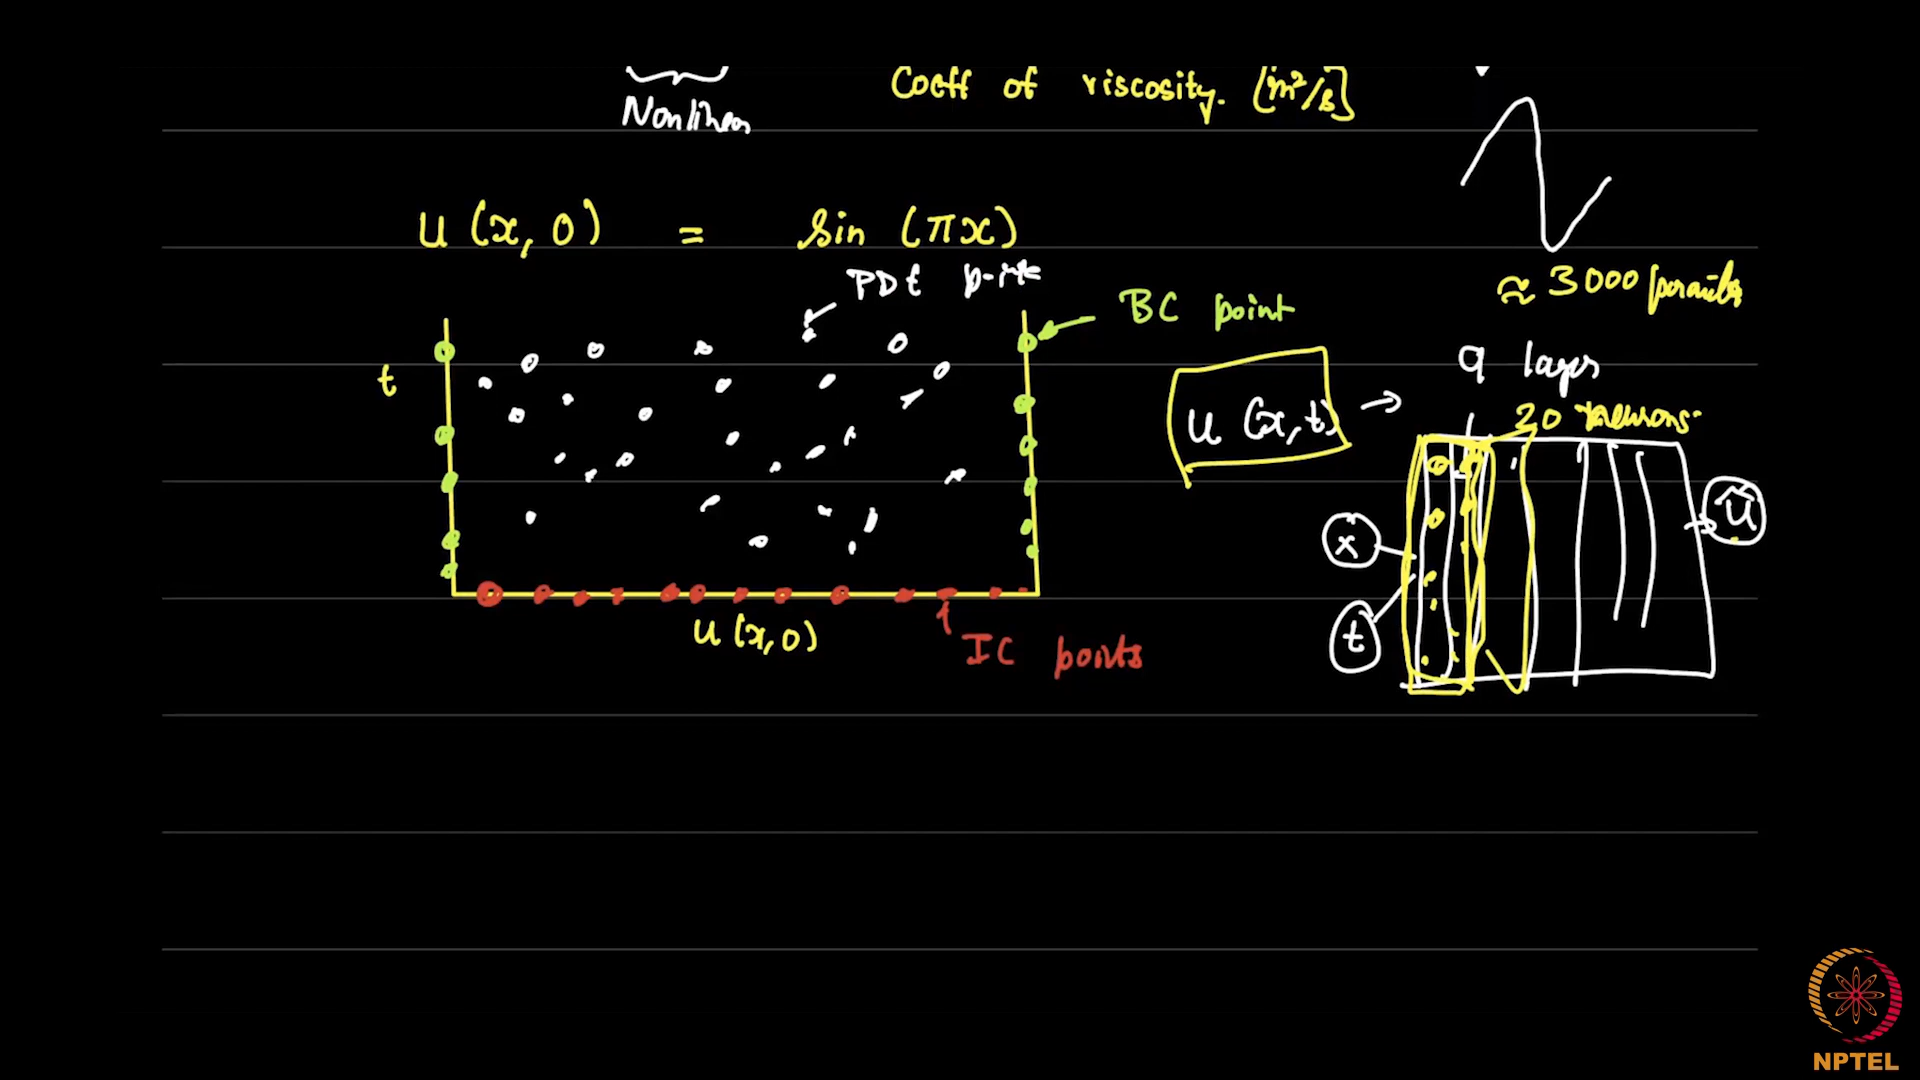 Coeff of viscosity. [m²/s]
Nonlinear
u (x, 0) = sin (πx)
PDE points
BC point
≈ 3000 params
t
9 layers
20 neurons
u (x,t) →
x
t
û
u (x,0)
IC points
NPTEL